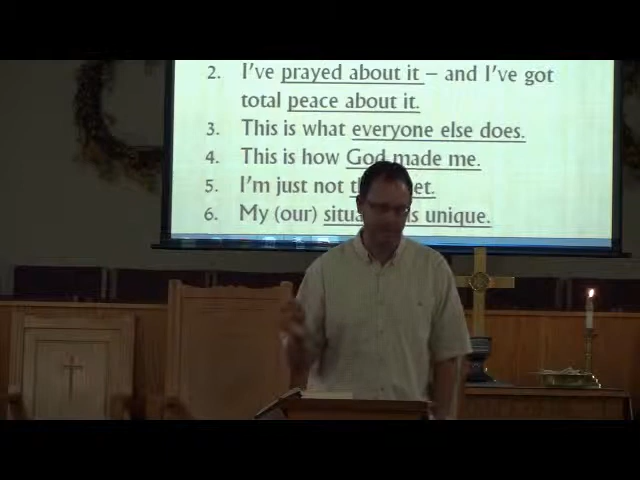 2. I've prayed about it – and I've got
total peace about it.
3. This is what everyone else does.
4. This is how God made me.
5. I'm just not
6. My (our) is unique.